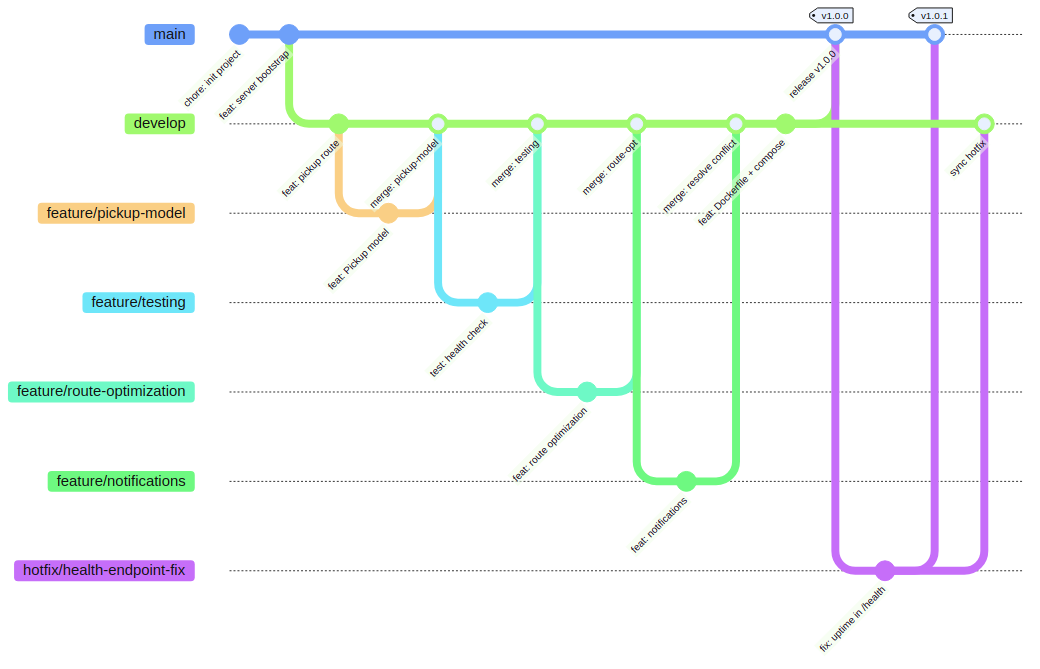 v1.0.0
v1.0.1
main
chore: init project
feat: server bootstrap
release v1.0.0
develop
feat: pickup route
merge: pickup-model
merge: testing
merge: route-opt
merge: resolve conflict
feat: Dockerfile + compose
sync hotfix
feature/pickup-model
feat: Pickup model
feature/testing
test: health check
feature/route-optimization
feat: route optimization
feature/notifications
feat: notifications
hotfix/health-endpoint-fix
fix: uptime in /health